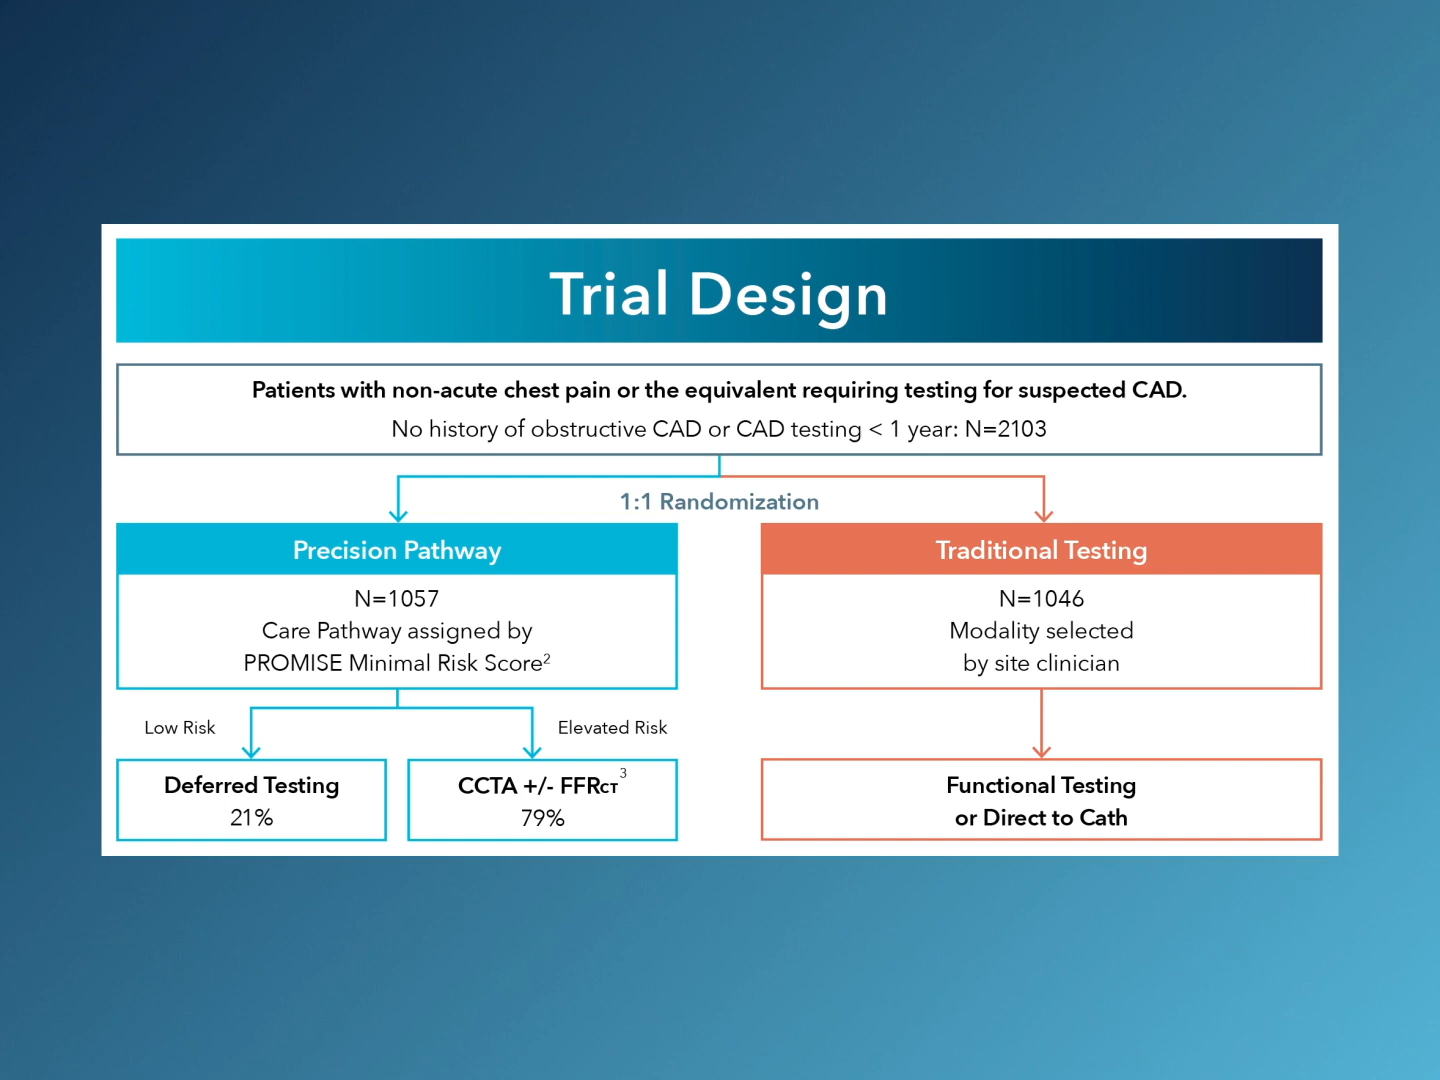 Trial Design
Patients with non-acute chest pain or the equivalent requiring testing for suspected CAD.
No history of obstructive CAD or CAD testing < 1 year: N=2103
1:1 Randomization
Precision Pathway
N=1057
Care Pathway assigned by
PROMISE Minimal Risk Score²
Traditional Testing
N=1046
Modality selected
by site clinician
Low Risk
Elevated Risk
Deferred Testing
21%
CCTA +/- FFRCT³
79%
Functional Testing
or Direct to Cath